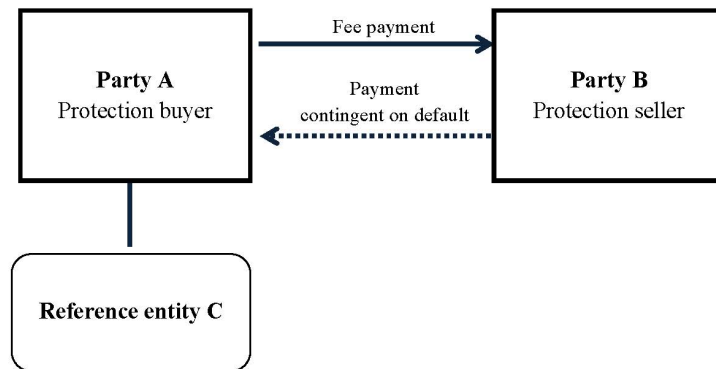 Fee payment
Party A
Protection buyer
Payment
contingent on default
Party B
Protection seller
Reference entity C